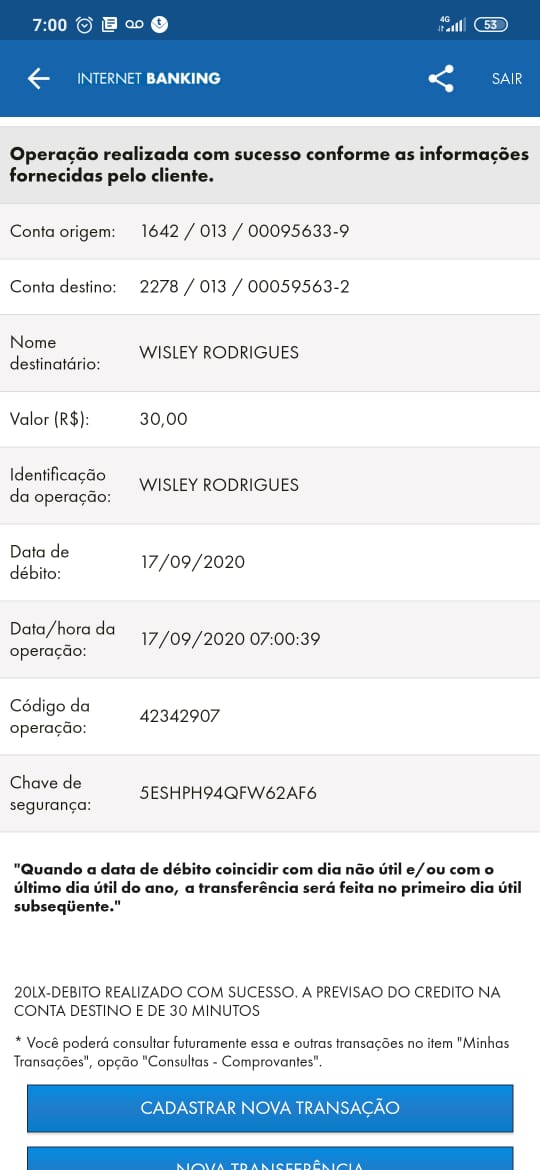 7:00 4G 53
INTERNET BANKING SAIR
Operação realizada com sucesso conforme as informações
fornecidas pelo cliente.
Conta origem: 1642 / 013 / 00095633-9
Conta destino: 2278 / 013 / 00059563-2
Nome
destinatário: WISLEY RODRIGUES
Valor (R$): 30,00
Identificação
da operação: WISLEY RODRIGUES
Data de
débito: 17/09/2020
Data/hora da
operação: 17/09/2020 07:00:39
Código da
operação: 42342907
Chave de
segurança: 5ESHPH94QFW62AF6
"Quando a data de débito coincidir com dia não útil e/ou com o
último dia útil do ano, a transferência será feita no primeiro dia útil
subseqüente."
20LX-DEBITO REALIZADO COM SUCESSO. A PREVISAO DO CREDITO NA
CONTA DESTINO E DE 30 MINUTOS
* Você poderá consultar futuramente essa e outras transações no item "Minhas
Transações", opção "Consultas - Comprovantes".
CADASTRAR NOVA TRANSAÇÃO
NOVA TRANSFERÊNCIA